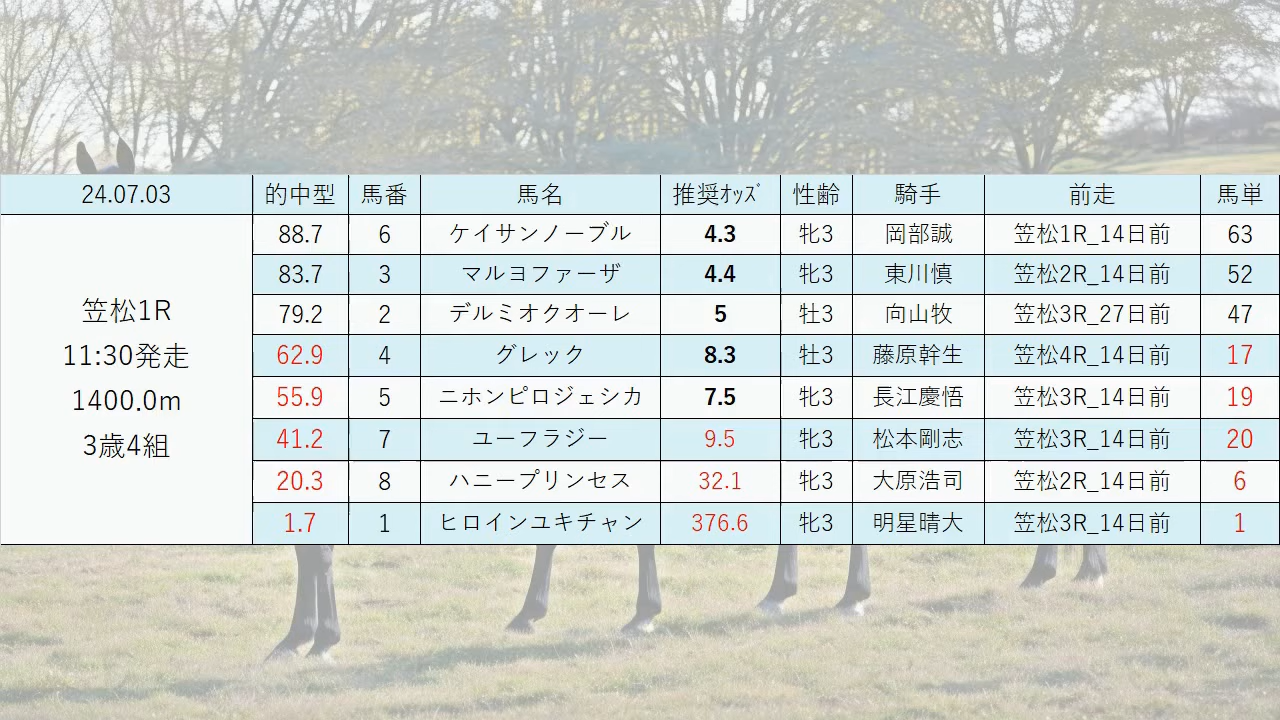 24.07.03 的中型 馬番 馬名 推奨ｵｯｽﾞ 性齢 騎手 前走 馬単
笠松1R
11:30発走
1400.0m
3歳4組
88.7 6 ケイサンノーブル 4.3 牝3 岡部誠 笠松1R_14日前 63
83.7 3 マルヨファーザ 4.4 牝3 東川慎 笠松2R_14日前 52
79.2 2 デルミオクオーレ 5 牡3 向山牧 笠松3R_27日前 47
62.9 4 グレック 8.3 牡3 藤原幹生 笠松4R_14日前 17
55.9 5 ニホンピロジェシカ 7.5 牝3 長江慶悟 笠松3R_14日前 19
41.2 7 ユーフラジー 9.5 牝3 松本剛志 笠松3R_14日前 20
20.3 8 ハニープリンセス 32.1 牝3 大原浩司 笠松2R_14日前 6
1.7 1 ヒロインユキチャン 376.6 牝3 明星晴大 笠松3R_14日前 1